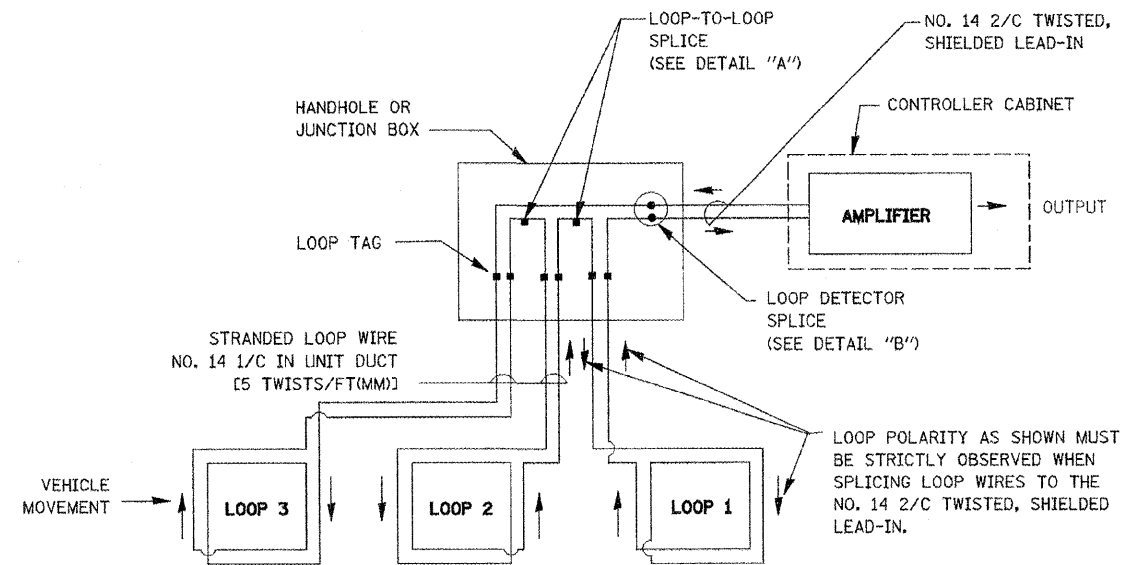 LOOP-TO-LOOP
SPLICE
(SEE DETAIL "A")
NO. 14 2/C TWISTED,
SHIELDED LEAD-IN
HANDHOLE OR
JUNCTION BOX
CONTROLLER CABINET
AMPLIFIER
OUTPUT
LOOP TAG
LOOP DETECTOR
SPLICE
(SEE DETAIL "B")
STRANDED LOOP WIRE
NO. 14 1/C IN UNIT DUCT
[5 TWISTS/FT(MM)]
LOOP POLARITY AS SHOWN MUST
BE STRICTLY OBSERVED WHEN
SPLICING LOOP WIRES TO THE
NO. 14 2/C TWISTED, SHIELDED
LEAD-IN.
VEHICLE
MOVEMENT
LOOP 3
LOOP 2
LOOP 1